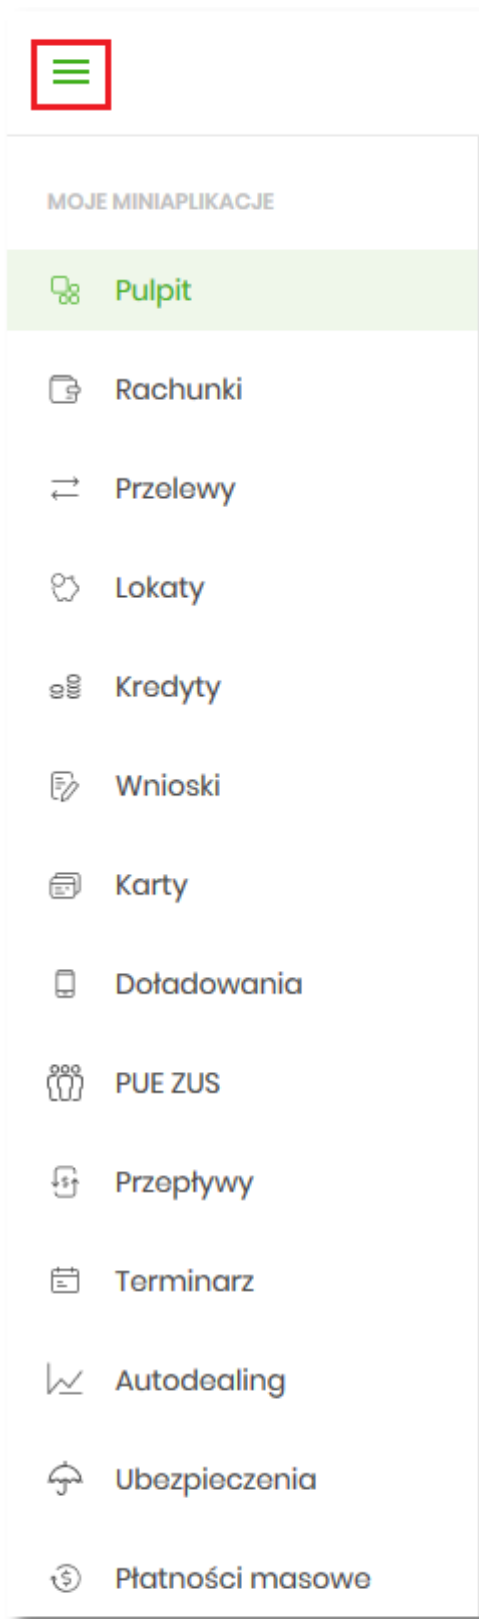 MOJE MINIAPLIKACJE
Pulpit
Rachunki
Przelewy
Lokaty
Kredyty
Wnioski
Karty
Doładowania
PUE ZUS
Przepływy
Terminarz
Autodealing
Ubezpieczenia
Płatności masowe